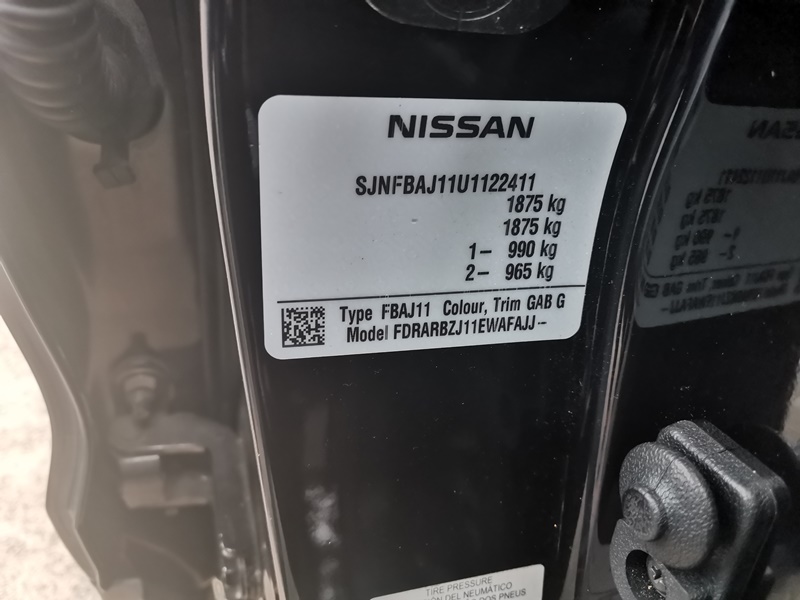 NISSAN
SJNFBAJ11U1122411
1875 kg
1875 kg
1- 990 kg
2- 965 kg
Type FBAJ11 Colour, Trim GAB G
Model FDRARBZJ11EWAFAJJ--
TIRE PRESSURE